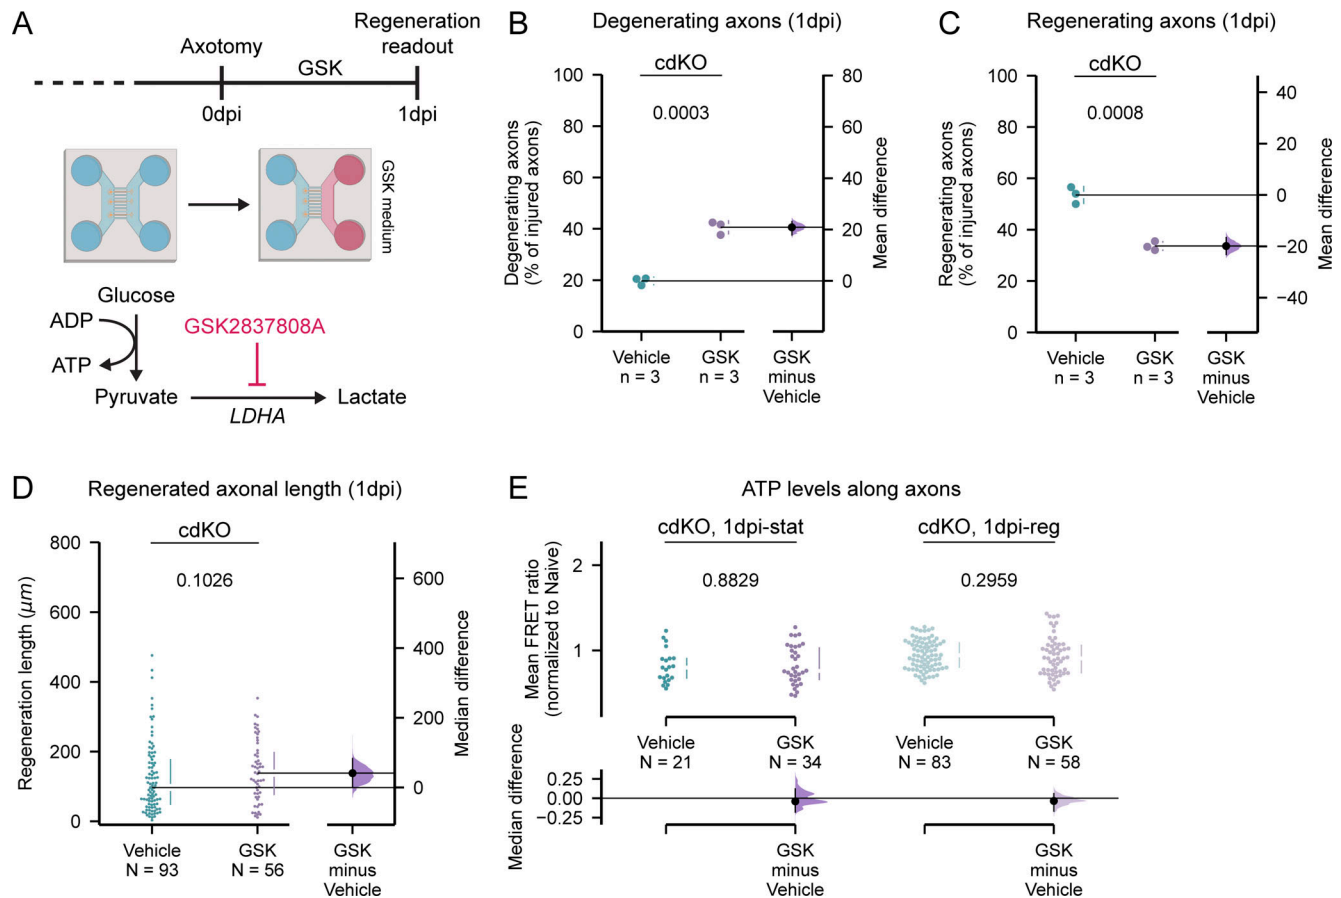 A
Axotomy
Regeneration
readout
GSK
0dpi
1dpi
GSK medium
Glucose
ADP
ATP
GSK2837808A
Pyruvate
LDHA
Lactate
B
Degenerating axons (1dpi)
cdKO
0.0003
Degenerating axons
(% of injured axons)
100
80
60
40
20
0
80
60
40
20
0
Mean difference
Vehicle
n = 3
GSK
n = 3
GSK
minus
Vehicle
C
Regenerating axons (1dpi)
cdKO
0.0008
Regenerating axons
(% of injured axons)
100
80
60
40
20
0
40
20
0
−20
−40
Mean difference
Vehicle
n = 3
GSK
n = 3
GSK
minus
Vehicle
D
Regenerated axonal length (1dpi)
cdKO
0.1026
Regeneration length (μm)
800
600
400
200
0
600
400
200
0
Median difference
Vehicle
N = 93
GSK
N = 56
GSK
minus
Vehicle
E
ATP levels along axons
cdKO, 1dpi-stat
cdKO, 1dpi-reg
0.8829
0.2959
Mean FRET ratio
(normalized to Naive)
2
1
Vehicle
N = 21
GSK
N = 34
Vehicle
N = 83
GSK
N = 58
Median difference
0.25
0.00
−0.25
GSK
minus
Vehicle
GSK
minus
Vehicle